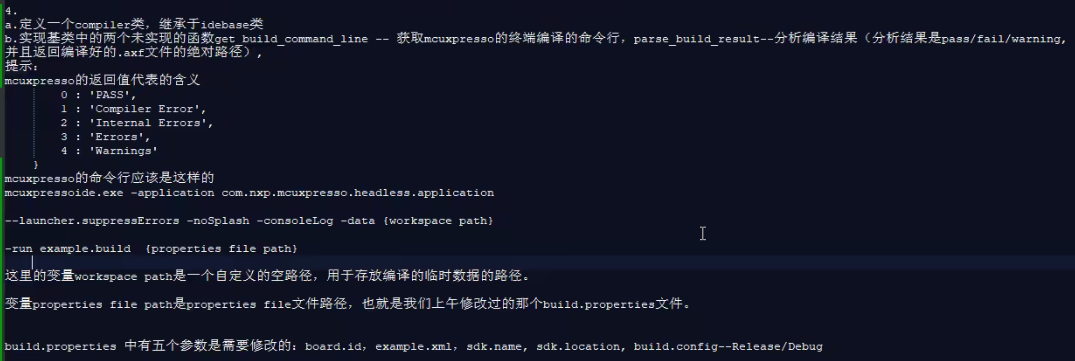 4.
a.定义一个compiler类，继承于idebase类
b.实现基类中的两个未实现的函数get_build_command_line -- 获取mcuxpresso的终端编译的命令行，parse_build_result--分析编译结果（分析结果是pass/fail/warning,
并且返回编译好的.axf文件的绝对路径）,
提示：
mcuxpresso的返回值代表的含义
0 : 'PASS',
1 : 'Compiler Error',
2 : 'Internal Errors',
3 : 'Errors',
4 : 'Warnings'
}
mcuxpresso的命令行应该是这样的
mcuxpressoide.exe -application com.nxp.mcuxpresso.headless.application
--launcher.suppressErrors -noSplash -consoleLog -data {workspace path}
-run example.build  {properties file path}
这里的变量workspace path是一个自定义的空路径，用于存放编译的临时数据的路径。
变量properties file path是properties file文件路径，也就是我们上午修改过的那个build.properties文件。
build.properties 中有五个参数是需要修改的：board.id，example.xml，sdk.name, sdk.location, build.config--Release/Debug